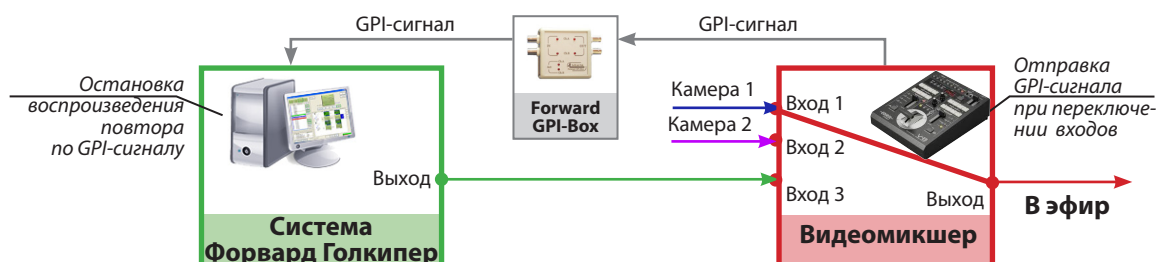 GPI-сигнал
GPI-сигнал
Остановка
воспроизведения
повтора
по GPI-сигналу
Forward
GPI-Box
Камера 1
Камера 2
Вход 1
Вход 2
Вход 3
Отправка
GPI-сигнала
при переключе-
нии входов
Выход
Выход
В эфир
Система
Форвард Голкипер
Видеомикшер